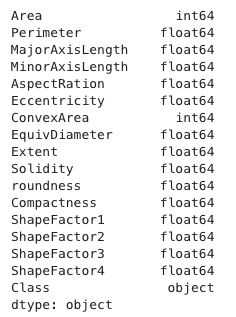 Area                 int64
Perimeter          float64
MajorAxisLength    float64
MinorAxisLength    float64
AspectRation       float64
Eccentricity       float64
ConvexArea           int64
EquivDiameter      float64
Extent             float64
Solidity           float64
roundness          float64
Compactness        float64
ShapeFactor1       float64
ShapeFactor2       float64
ShapeFactor3       float64
ShapeFactor4       float64
Class               object
dtype: object